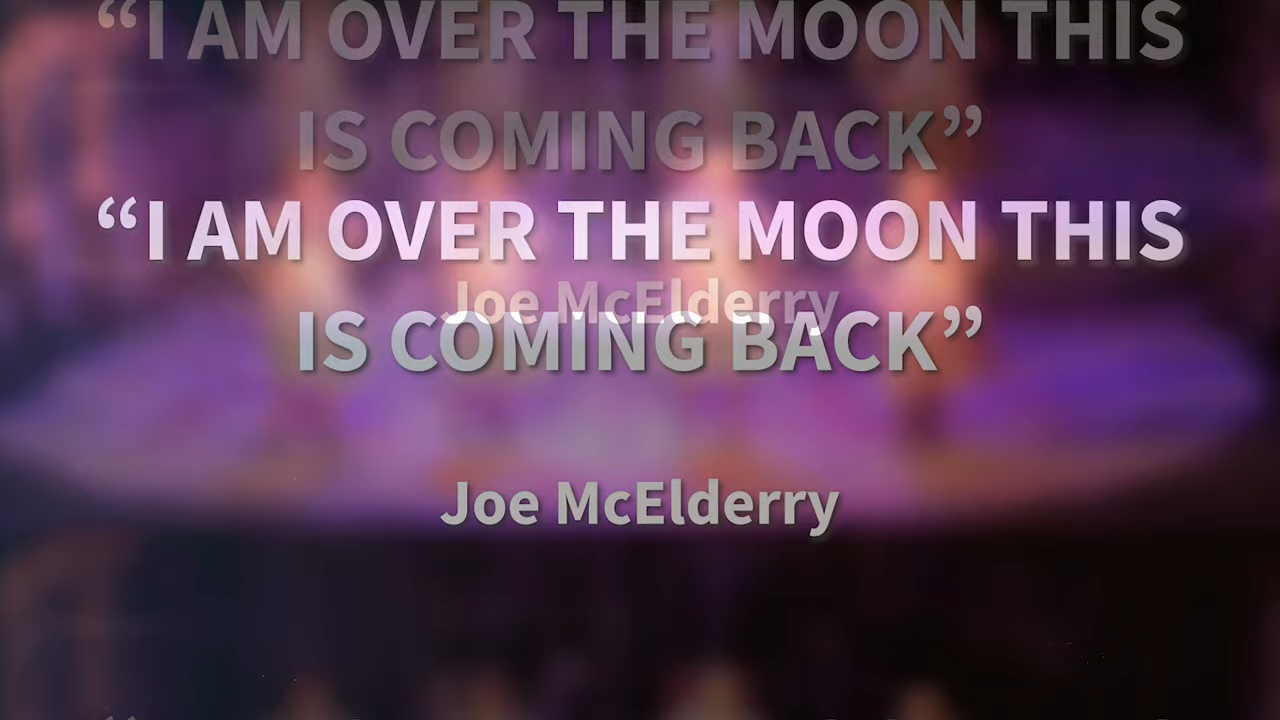 “I AM OVER THE MOON THIS
IS COMING BACK”
“I AM OVER THE MOON THIS
Joe McElderry
IS COMING BACK”
Joe McElderry